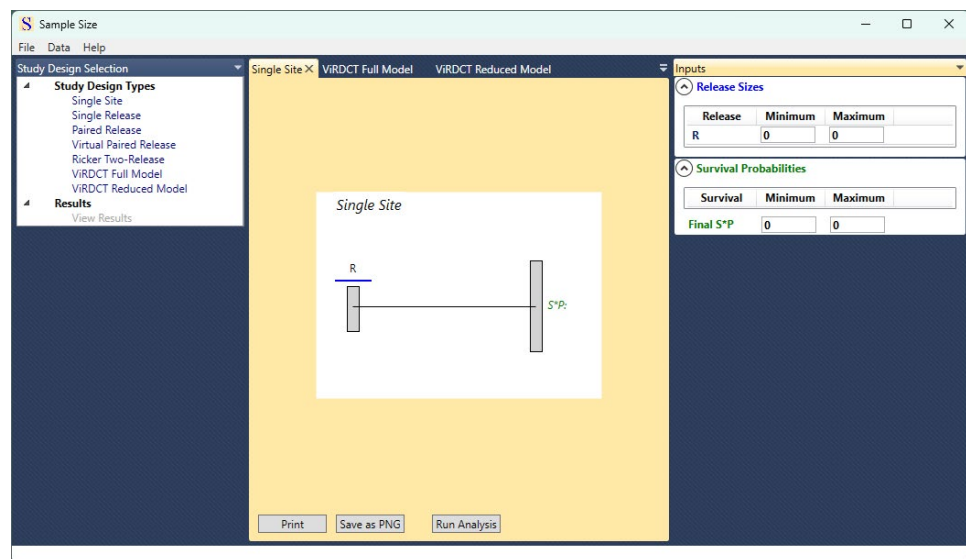 S Sample Size
File Data Help
Study Design Selection
Study Design Types
Single Site
Single Release
Paired Release
Virtual Paired Release
Ricker Two-Release
ViRDCT Full Model
ViRDCT Reduced Model
Results
View Results
Single Site ViRDCT Full Model ViRDCT Reduced Model
Single Site
R
S*P:
Print Save as PNG Run Analysis
Inputs
Release Sizes
Release Minimum Maximum
R 0 0
Survival Probabilities
Survival Minimum Maximum
Final S*P 0 0